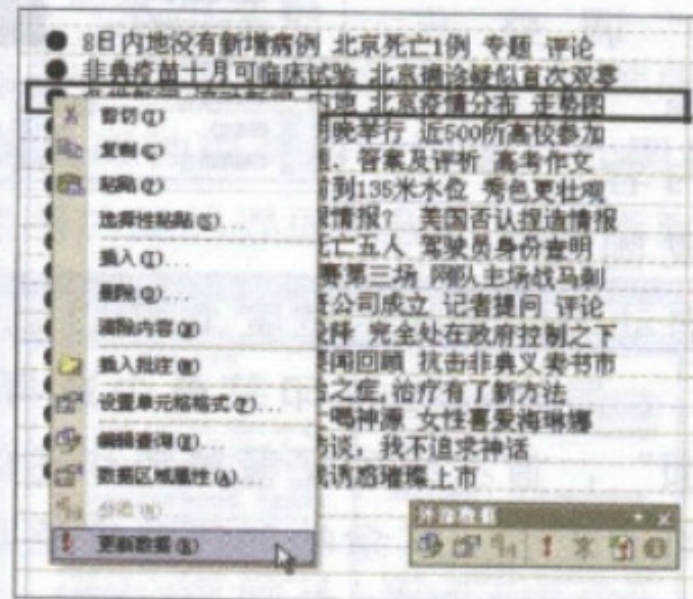 8日内地没有新增病例 北京死亡1例 专题 评论
非典疫苗十月可临床试验 北京确诊疑似首次双零
内地 北京疫情分布 走势图
明晚举行 近500所高校参加
、答案及评析 高考作文
到135米水位 秀色更壮观
情报? 美国否认捏造情报
亡五人 驾驶员身份查明
赛第三场 网队主场战马刺
公司成立 记者提问 评论
降 完全处在政府控制之下
闻回顾 抗击非典义卖书市
之症,治疗有了新方法
喝神源 女性喜爱海琳娜
谈,我不追求神话
诱惑璀璨上市
剪切(T)
复制(C)
粘贴(P)
选择性粘贴(S)...
插入(I)...
删除(D)...
清除内容(N)
插入批注(M)
设置单元格格式(F)...
编辑查询(E)...
数据区域属性(A)...
更新数据(R)
外部数据